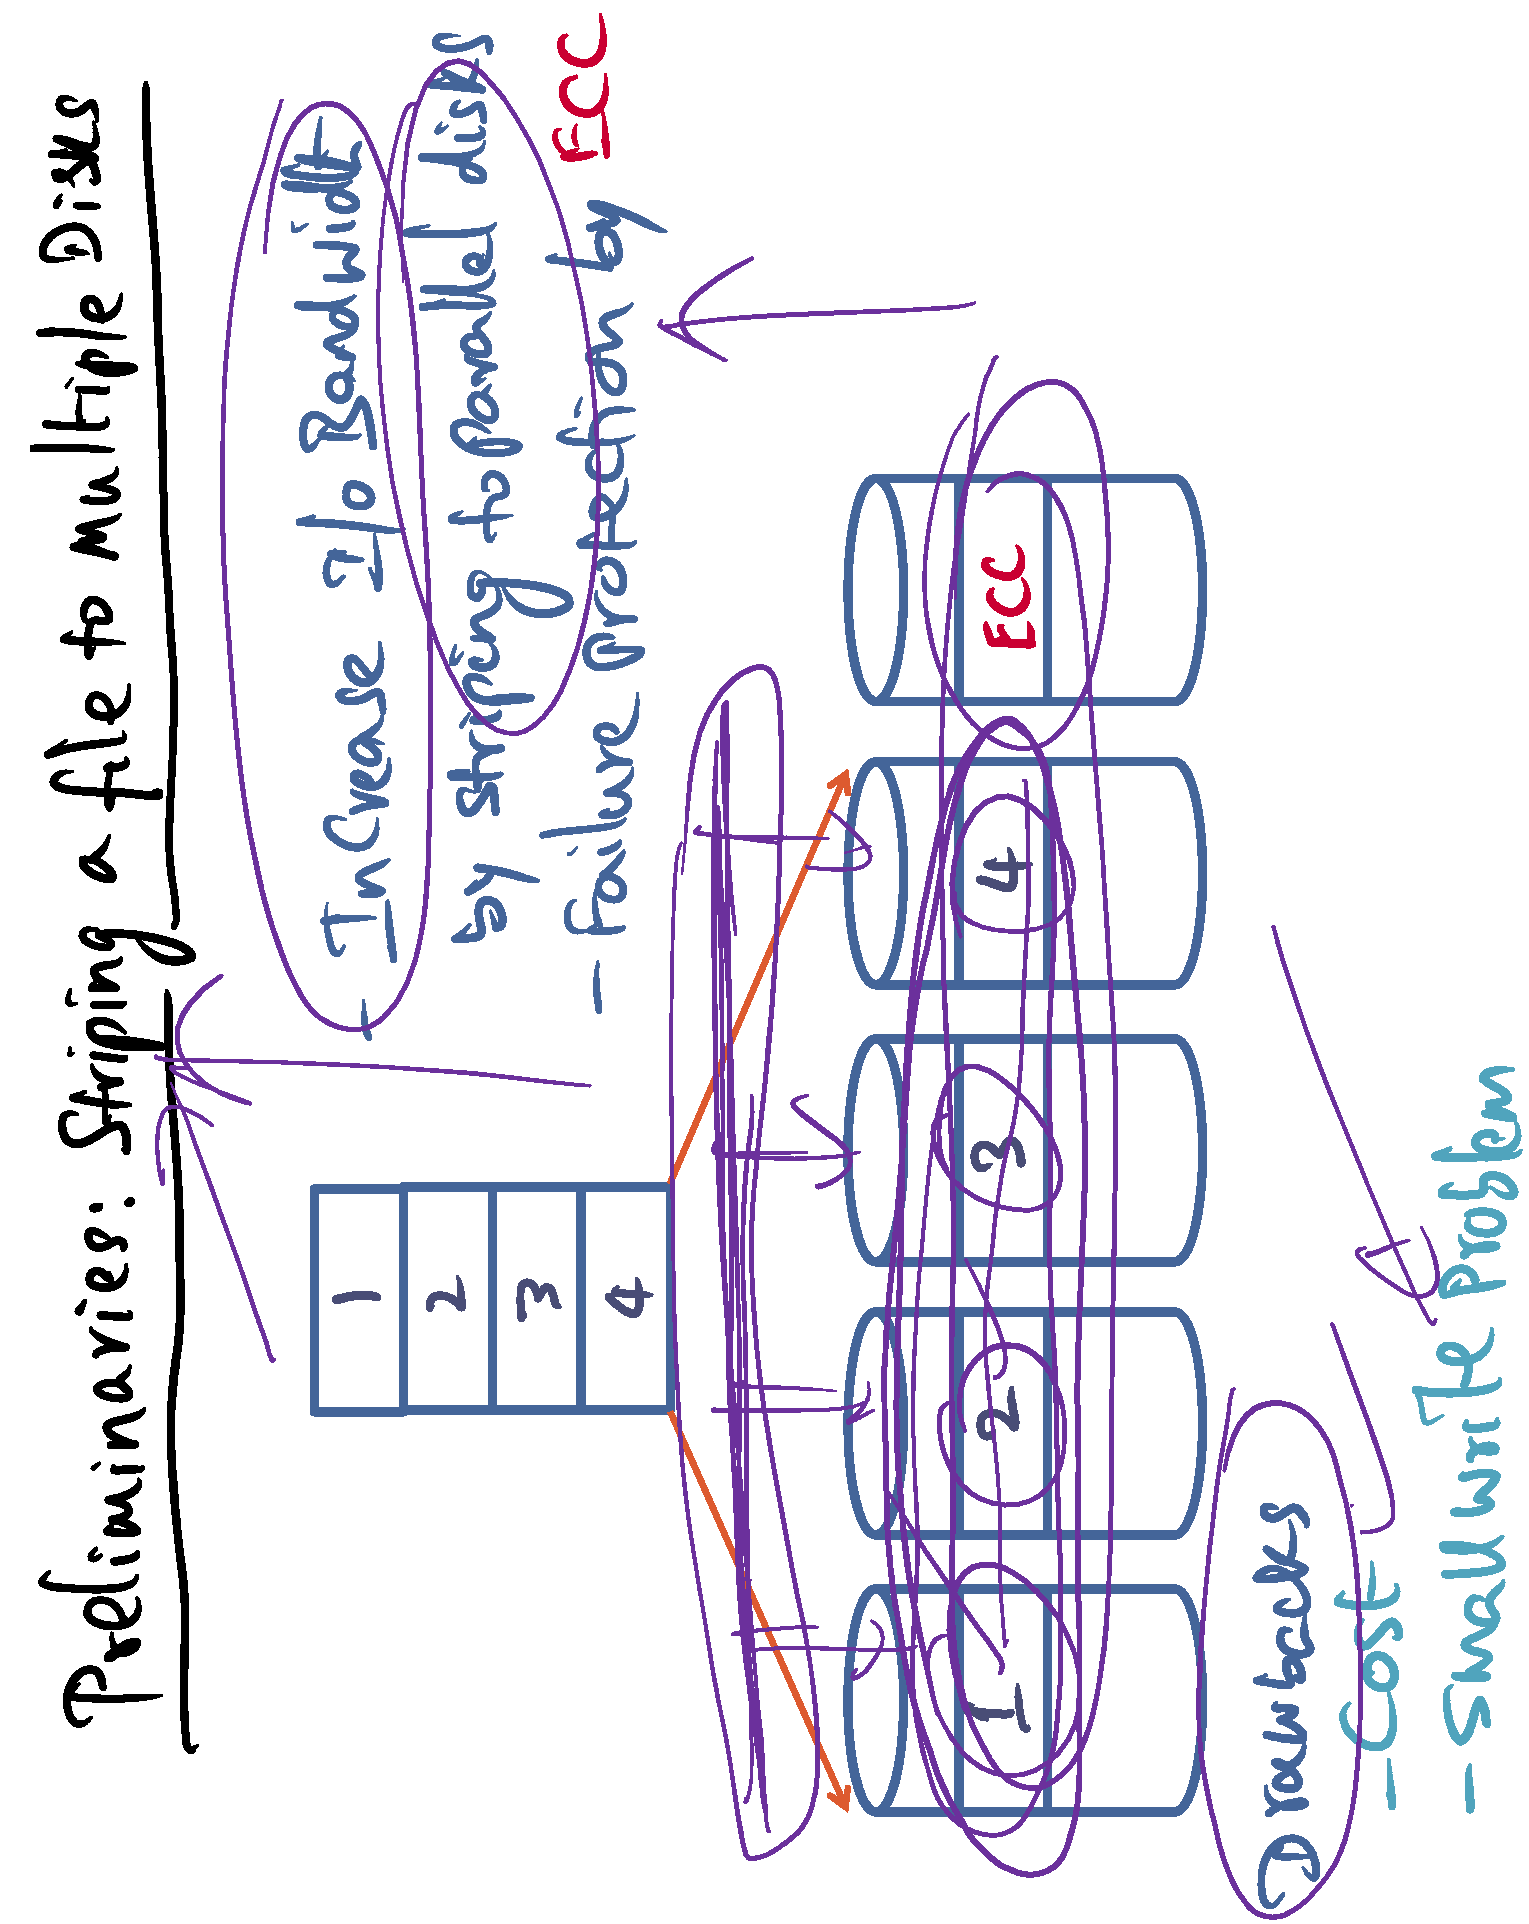 Preliminaries: Striping a file to multiple Disks
- InCrease I/o Bandwidth
by striping to parallel disks
- failure protection by ECC
1
2
3
4
1 2 3 4 ECC
Drawbacks
- Cost
- Small write Problem